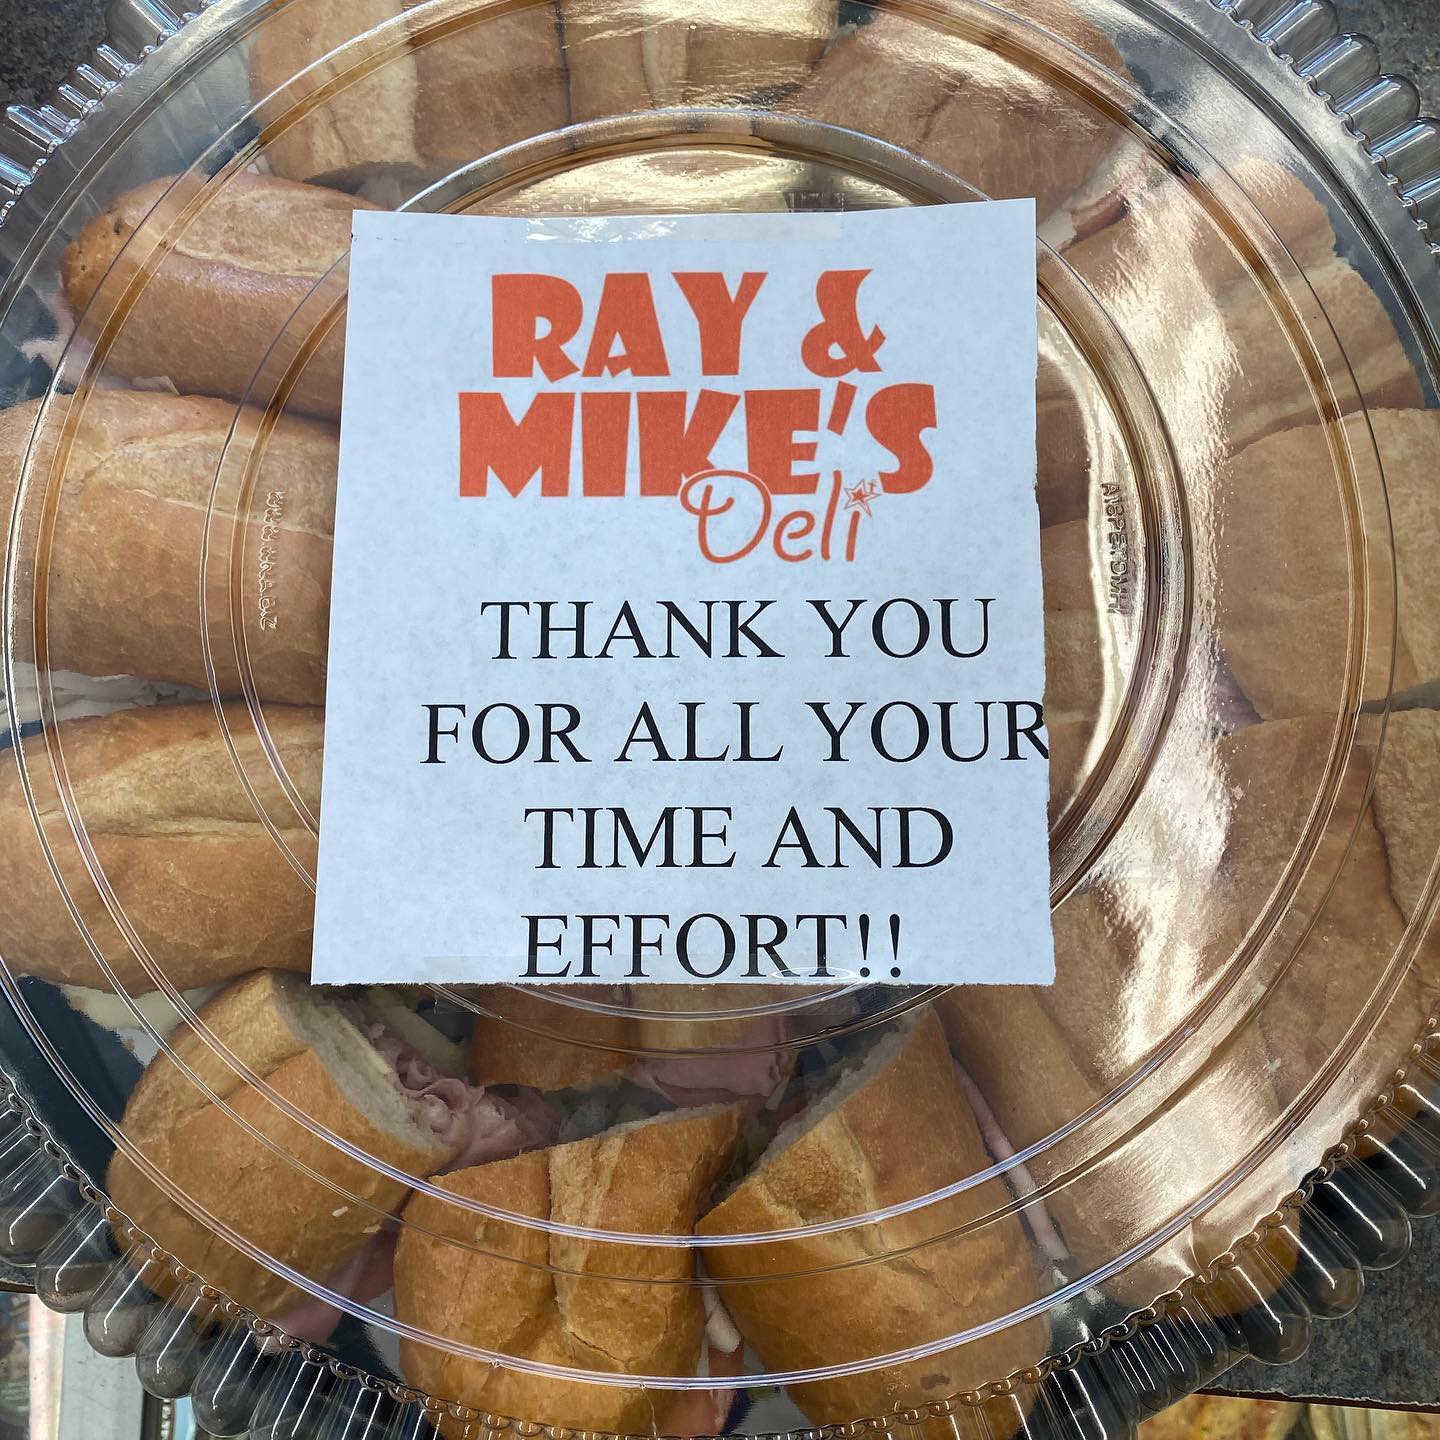 RAY &
MIKE'S
Deli
THANK YOU
FOR ALL YOUR
TIME AND
EFFORT!!